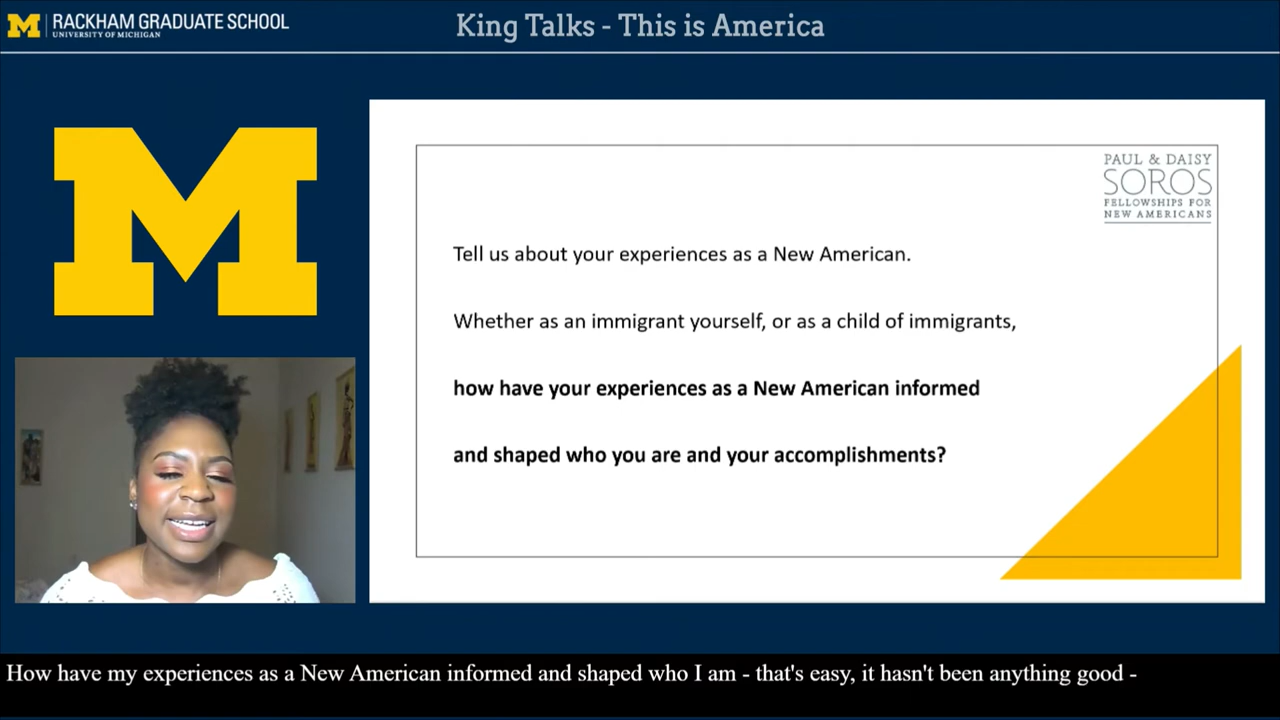 RACKHAM GRADUATE SCHOOL
UNIVERSITY OF MICHIGAN
King Talks - This is America
M
PAUL & DAISY
SOROS
FELLOWSHIPS FOR
NEW AMERICANS
Tell us about your experiences as a New American.
Whether as an immigrant yourself, or as a child of immigrants,
how have your experiences as a New American informed
and shaped who you are and your accomplishments?
How have my experiences as a New American informed and shaped who I am - that's easy, it hasn't been anything good -